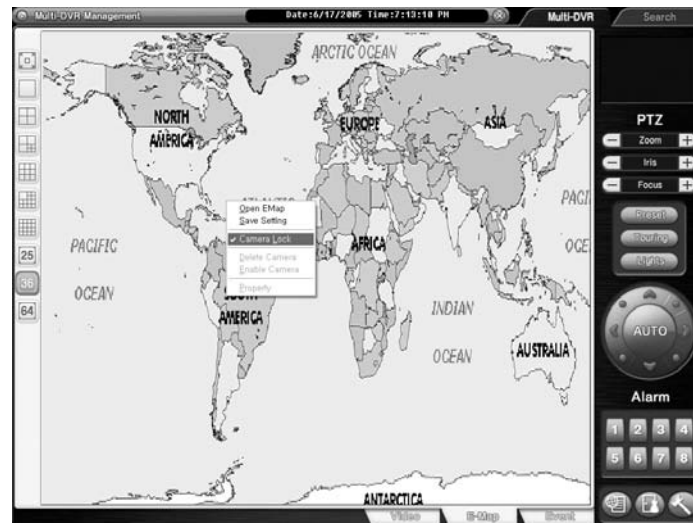 Multi-DVR Management
Date:6/17/2005 Time:7:13:10 PM
Multi-DVR
Search
ARCTIC OCEAN
NORTH
AMERICA
EUROPE
ASIA
PACIFIC
OCEAN
Open EMap
Save Setting
Camera Lock
Delete Camera
Enable Camera
Property
AMERICA
AFRICA
INDIAN
OCEAN
AUSTRALIA
PACI
OCE
ANTARCTICA
25
36
64
PTZ
Zoom
Iris
Focus
Preset
Touring
Lights
AUTO
Alarm
1 2 3 4
5 6 7 8
Video
E-Map
Event